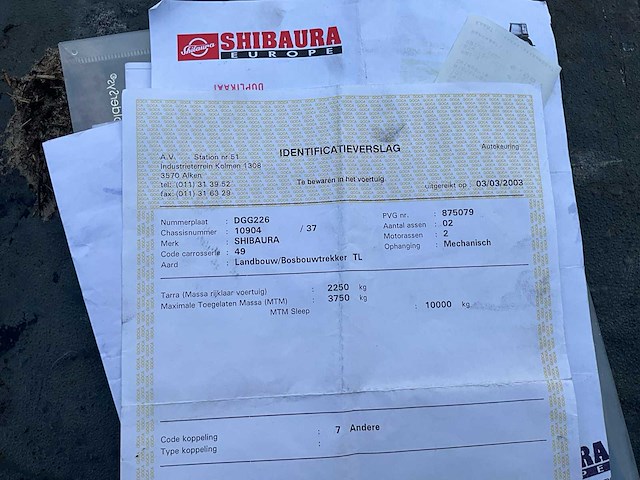 Shibaura
SHIBAURA
EUROPE
DUPLIKAAT
IDENTIFICATIEVERSLAG
Autokeuring
A.V. Station nr 51
Industrieterrein Kolmen 1308
3570 Alken
tel: (011) 31 39 52
fax: (011) 31 63 29
Te bewaren in het voertuig
uitgereikt op : 03/03/2003
Nummerplaat : DGG226
Chassisnummer : 10904 / 37
Merk : SHIBAURA
Code carrosserie : 49
Aard : Landbouw/Bosbouwtrekker TL
PVG nr. : 875079
Aantal assen : 02
Motorassen : 2
Ophanging : Mechanisch
Tarra (Massa rijklaar voertuig) : 2250 kg
Maximale Toegelaten Massa (MTM) : 3750 kg
MTM Sleep : 10000 kg
Code koppeling : 7 Andere
Type koppeling :
RA
PE